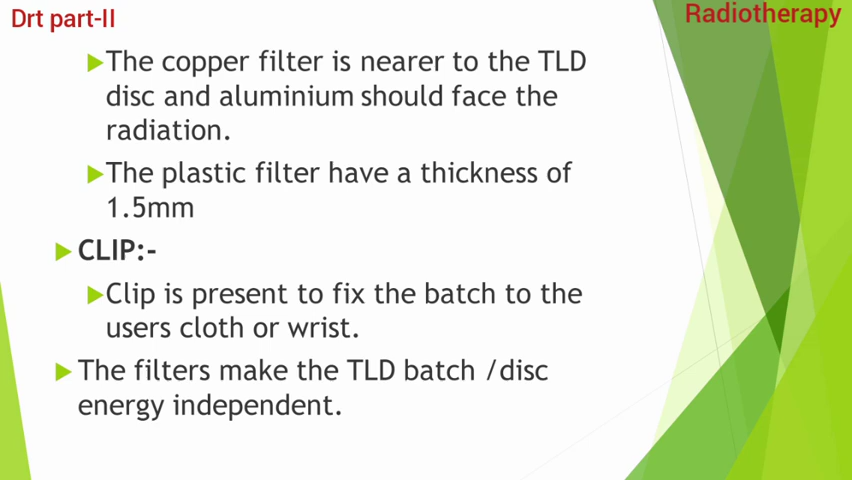 Drt part-II
Radiotherapy
The copper filter is nearer to the TLD
disc and aluminium should face the
radiation.
The plastic filter have a thickness of
1.5mm
CLIP:-
Clip is present to fix the batch to the
users cloth or wrist.
The filters make the TLD batch /disc
energy independent.